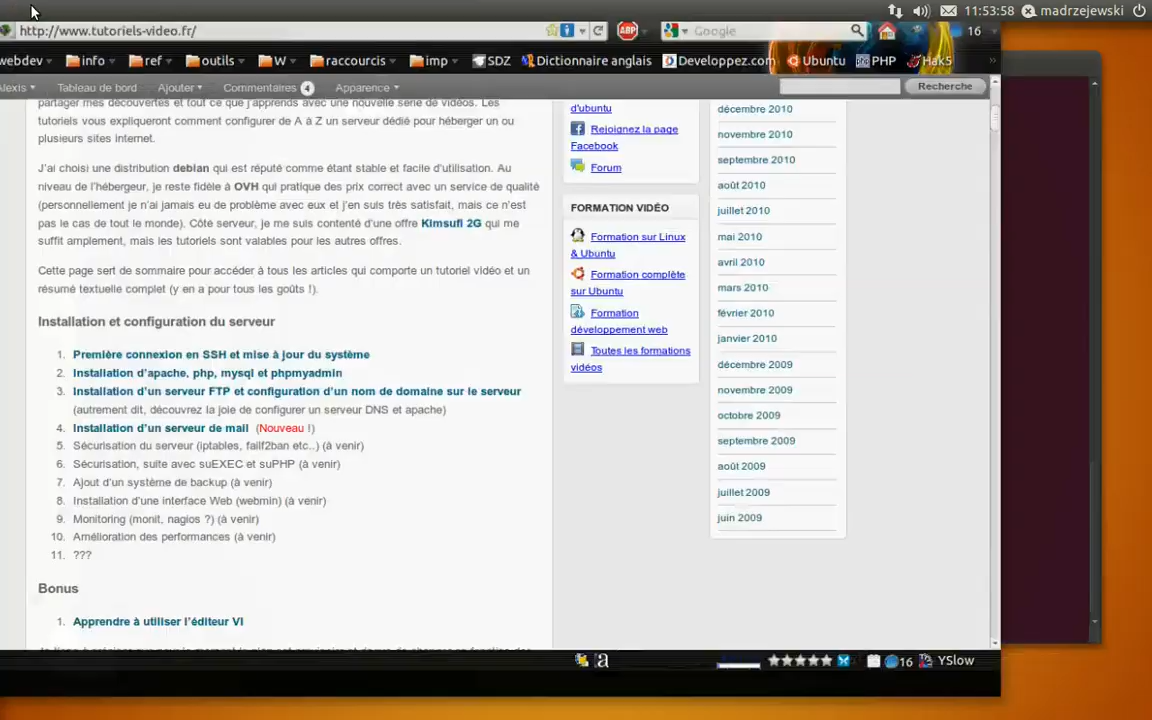 11:53:58 madrzejewski
http://www.tutoriels-video.fr/ ABP Google 16
webdev info ref outils W raccourcis imp SDZ Dictionnaire anglais Developpez.com Ubuntu PHP Hak5 »
Alexis Tableau de bord Ajouter Commentaires 4 Apparence Recherche
partager mes découvertes et tout ce que j'apprends avec une nouvelle série de vidéos. Les
tutoriels vous expliqueront comment configurer de A à Z un serveur dédié pour héberger un ou
plusieurs sites internet.
J'ai choisi une distribution debian qui est réputé comme étant stable et facile d'utilisation. Au
niveau de l'hébergeur, je reste fidèle à OVH qui pratique des prix correct avec un service de qualité
(personnellement je n'ai jamais eu de problème avec eux et j'en suis très satisfait, mais ce n'est
pas le cas de tout le monde). Côté serveur, je me suis contenté d'une offre Kimsufi 2G qui me
suffit amplement, mais les tutoriels sont valables pour les autres offres.
Cette page sert de sommaire pour accéder à tous les articles qui comporte un tutoriel vidéo et un
résumé textuelle complet (y en a pour tous les goûts !).
Installation et configuration du serveur
1. Première connexion en SSH et mise à jour du système
2. Installation d'apache, php, mysql et phpmyadmin
3. Installation d'un serveur FTP et configuration d'un nom de domaine sur le serveur
(autrement dit, découvrez la joie de configurer un serveur DNS et apache)
4. Installation d'un serveur de mail (Nouveau !)
5. Sécurisation du serveur (iptables, failf2ban etc..) (à venir)
6. Sécurisation, suite avec suEXEC et suPHP (à venir)
7. Ajout d'un système de backup (à venir)
8. Installation d'une interface Web (webmin) (à venir)
9. Monitoring (monit, nagios ?) (à venir)
10. Amélioration des performances (à venir)
11. ???
Bonus
1. Apprendre à utiliser l'éditeur VI
d'ubuntu
Rejoignez la page
Facebook
Forum
FORMATION VIDÉO
Formation sur Linux
& Ubuntu
Formation complète
sur Ubuntu
Formation
développement web
Toutes les formations
vidéos
décembre 2010
novembre 2010
septembre 2010
août 2010
juillet 2010
mai 2010
avril 2010
mars 2010
février 2010
janvier 2010
décembre 2009
novembre 2009
octobre 2009
septembre 2009
août 2009
juillet 2009
juin 2009
a 16 YSlow